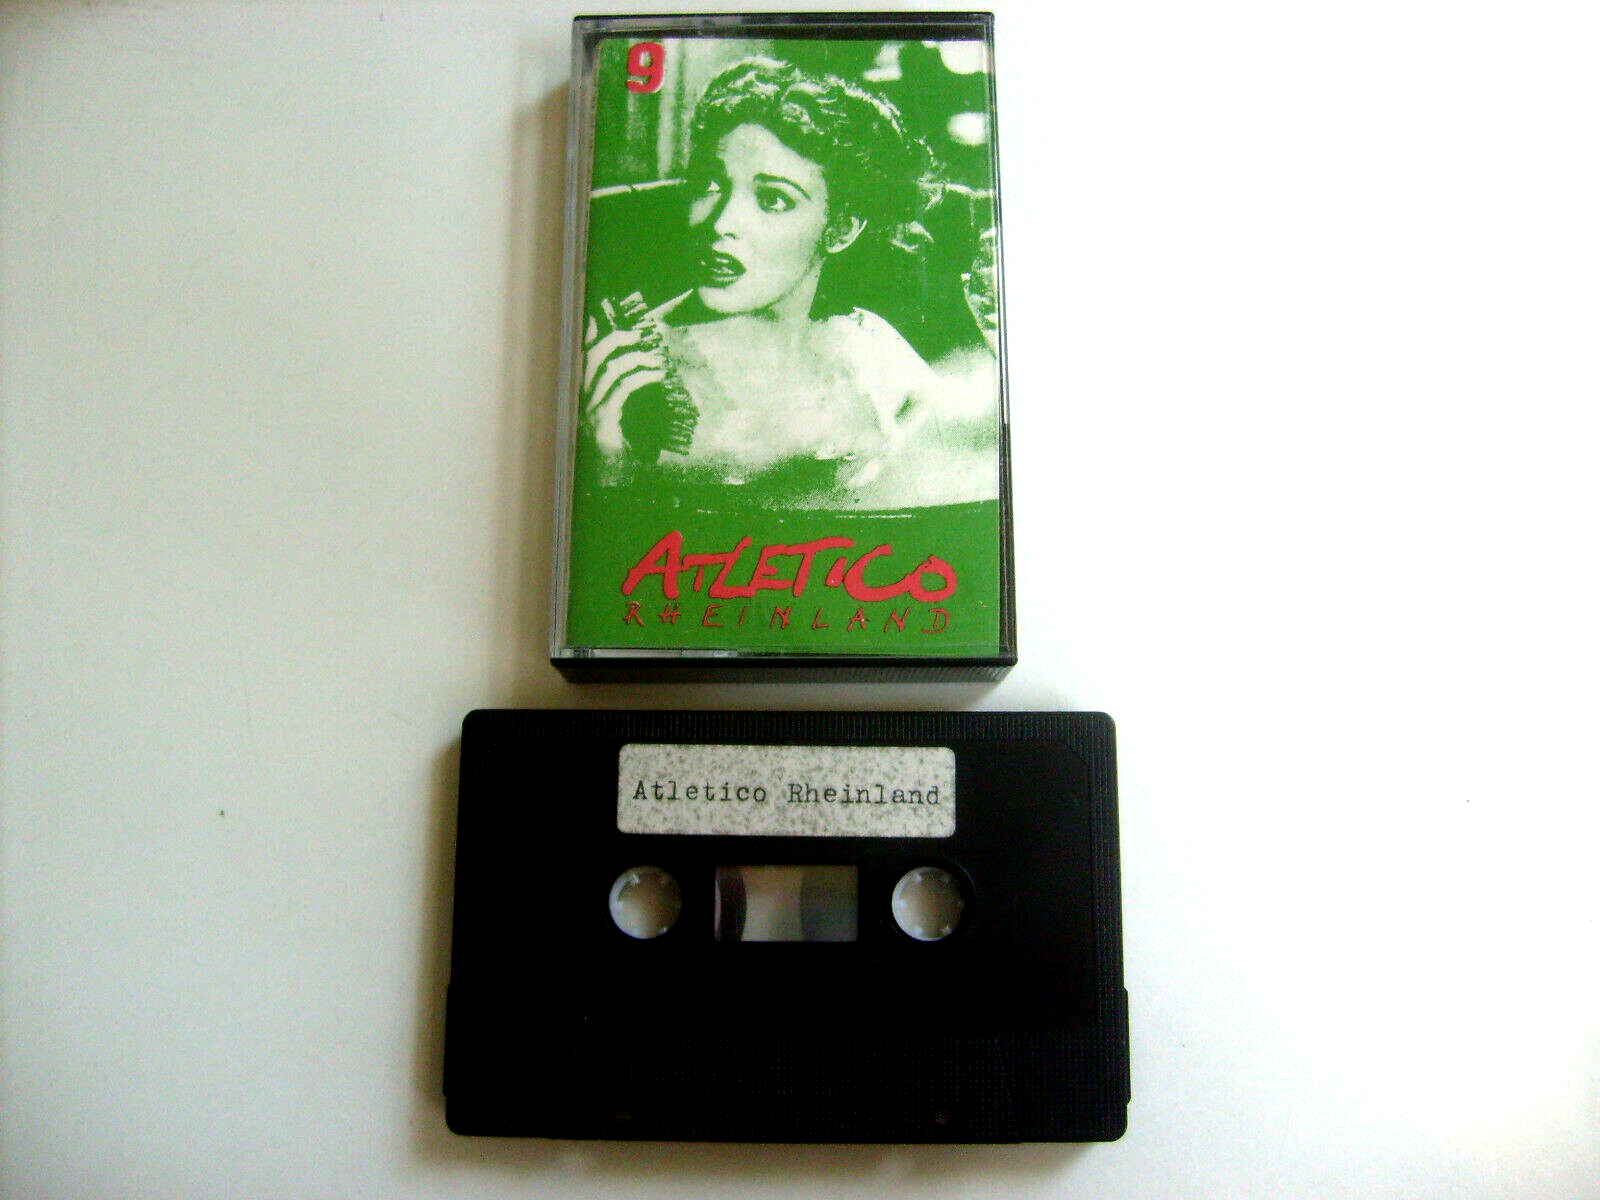 9
ATLETICO
RHEINLAND
Atletico Rheinland